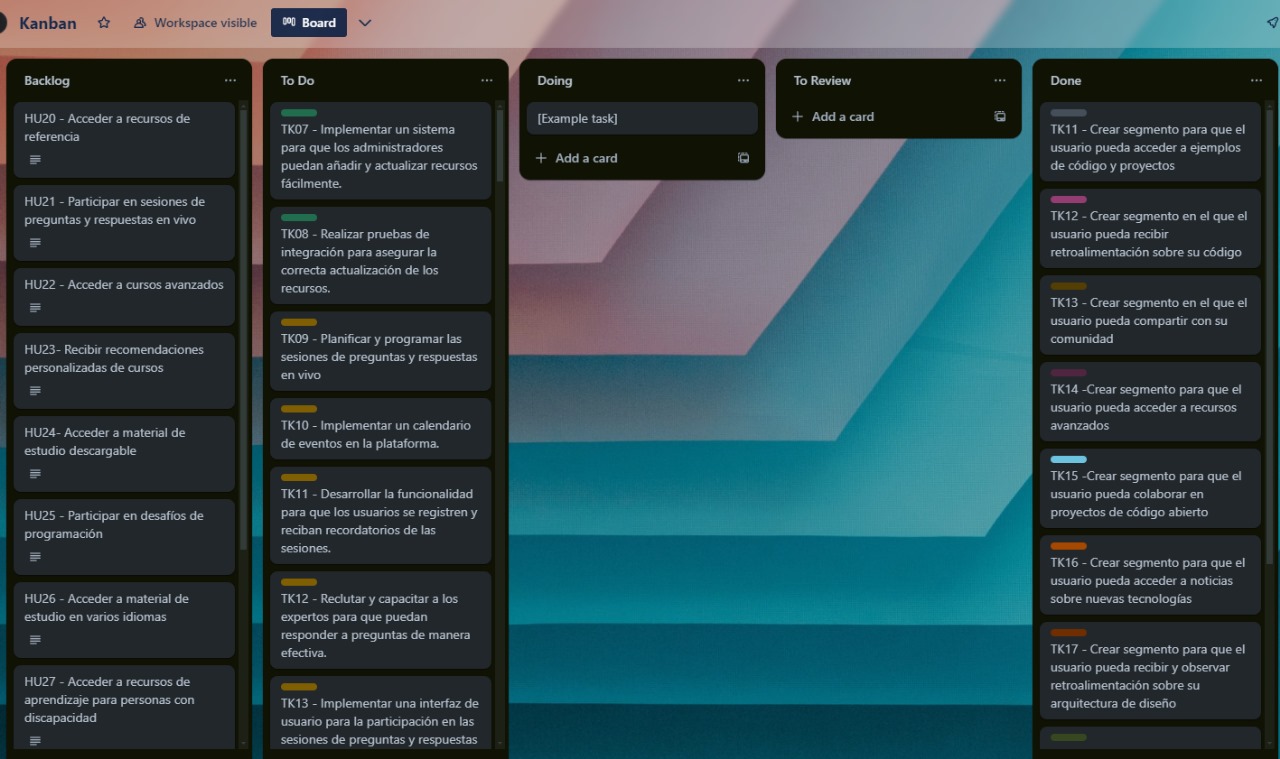 Kanban
Workspace visible
Board
Backlog
HU20 - Acceder a recursos de
referencia
HU21 - Participar en sesiones de
preguntas y respuestas en vivo
HU22 - Acceder a cursos avanzados
HU23- Recibir recomendaciones
personalizadas de cursos
HU24- Acceder a material de
estudio descargable
HU25 - Participar en desafíos de
programación
HU26 - Acceder a material de
estudio en varios idiomas
HU27 - Acceder a recursos de
aprendizaje para personas con
discapacidad
To Do
TK07 - Implementar un sistema
para que los administradores
puedan añadir y actualizar recursos
fácilmente.
TK08 - Realizar pruebas de
integración para asegurar la
correcta actualización de los
recursos.
TK09 - Planificar y programar las
sesiones de preguntas y respuestas
en vivo
TK10 - Implementar un calendario
de eventos en la plataforma.
TK11 - Desarrollar la funcionalidad
para que los usuarios se registren y
reciban recordatorios de las
sesiones.
TK12 - Reclutar y capacitar a los
expertos para que puedan
responder a preguntas de manera
efectiva.
TK13 - Implementar una interfaz de
usuario para la participación en las
sesiones de preguntas y respuestas
Doing
[Example task]
Add a card
To Review
Add a card
Done
TK11 - Crear segmento para que el
usuario pueda acceder a ejemplos
de código y proyectos
TK12 - Crear segmento en el que el
usuario pueda recibir
retroalimentación sobre su código
TK13 - Crear segmento en el que el
usuario pueda compartir con su
comunidad
TK14 -Crear segmento para que el
usuario pueda acceder a recursos
avanzados
TK15 -Crear segmento para que el
usuario pueda colaborar en
proyectos de código abierto
TK16 - Crear segmento para que el
usuario pueda acceder a noticias
sobre nuevas tecnologías
TK17 - Crear segmento para que el
usuario pueda recibir y observar
retroalimentación sobre su
arquitectura de diseño